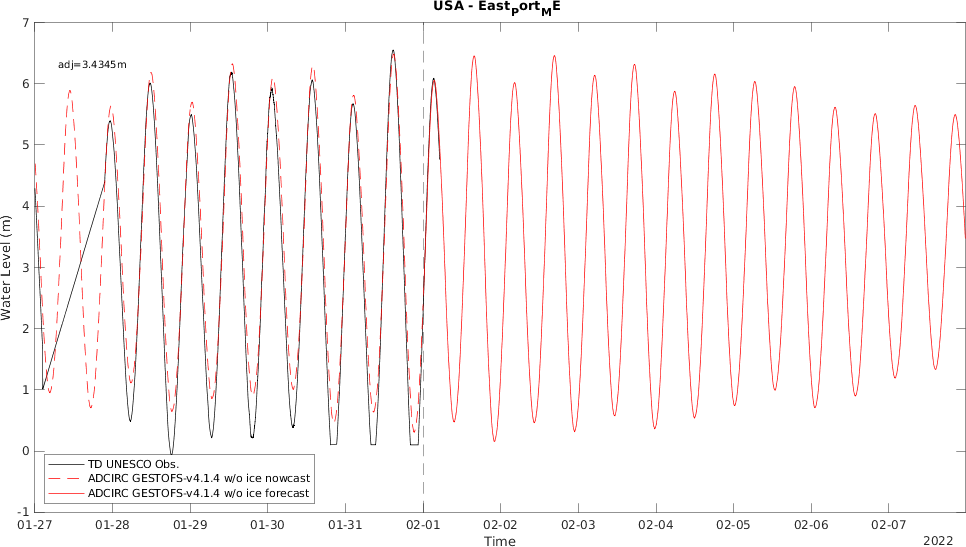 USA - EastPortME
7
6
5
4
3
2
1
0
-1
Water Level (m)
adj=3.4345m
TD UNESCO Obs.
ADCIRC GESTOFS-v4.1.4 w/o ice nowcast
ADCIRC GESTOFS-v4.1.4 w/o ice forecast
01-27 01-28 01-29 01-30 01-31 02-01 02-02 02-03 02-04 02-05 02-06 02-07
Time
2022